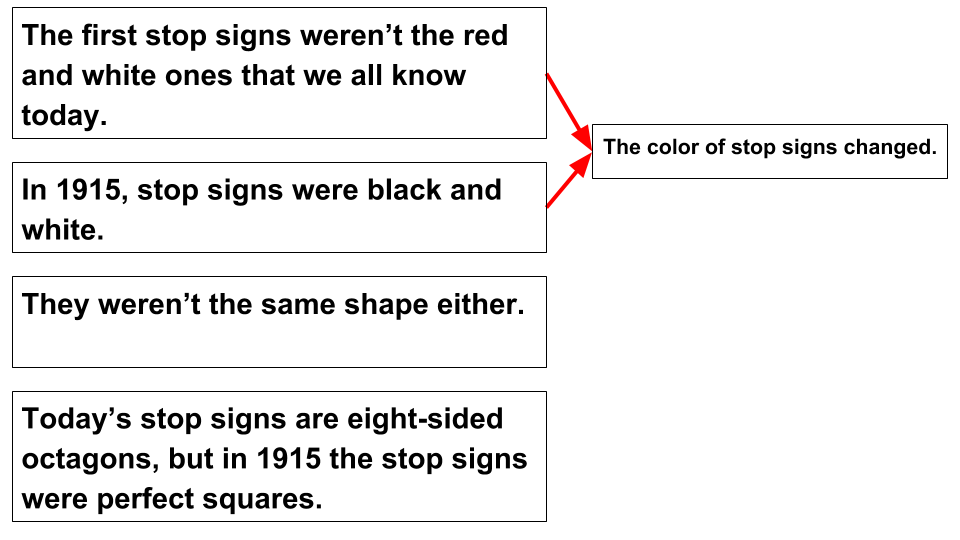 The first stop signs weren’t the red
and white ones that we all know
today.
In 1915, stop signs were black and
white.
They weren’t the same shape either.
Today’s stop signs are eight-sided
octagons, but in 1915 the stop signs
were perfect squares.
The color of stop signs changed.